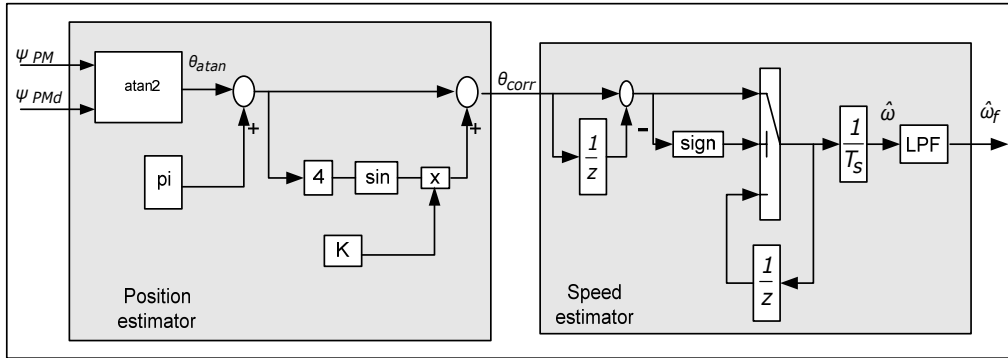 ψ PM
ψ PMd
atan2
θatan
+
pi
4
sin
x
+
K
Position
estimator
θcorr
1
z
−
sign
1
z
1
Ts
ω̂
LPF
ω̂f
Speed
estimator